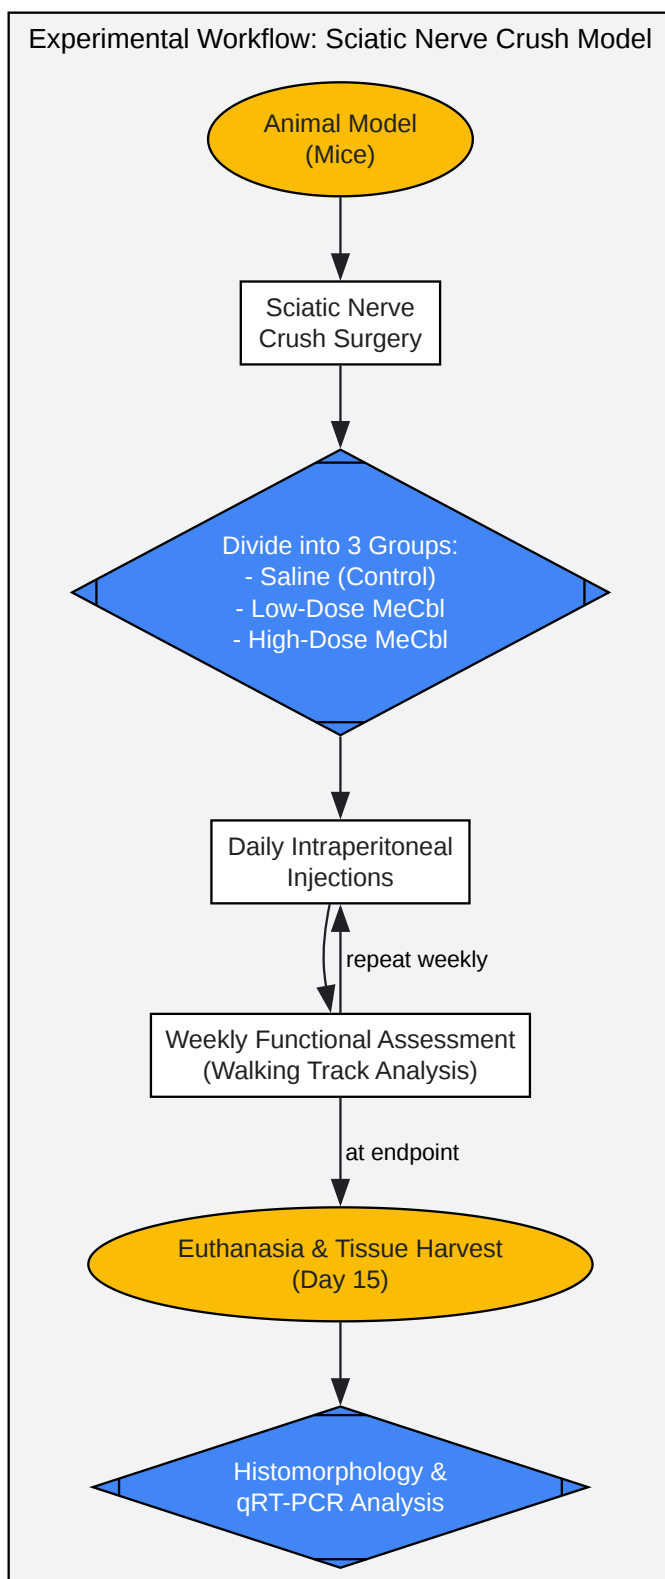 Experimental Workflow: Sciatic Nerve Crush Model
Animal Model
(Mice)
Sciatic Nerve
Crush Surgery
Divide into 3 Groups:
- Saline (Control)
- Low-Dose MeCbl
- High-Dose MeCbl
Daily Intraperitoneal
Injections
repeat weekly
Weekly Functional Assessment
(Walking Track Analysis)
at endpoint
Euthanasia & Tissue Harvest
(Day 15)
Histomorphology &
qRT-PCR Analysis